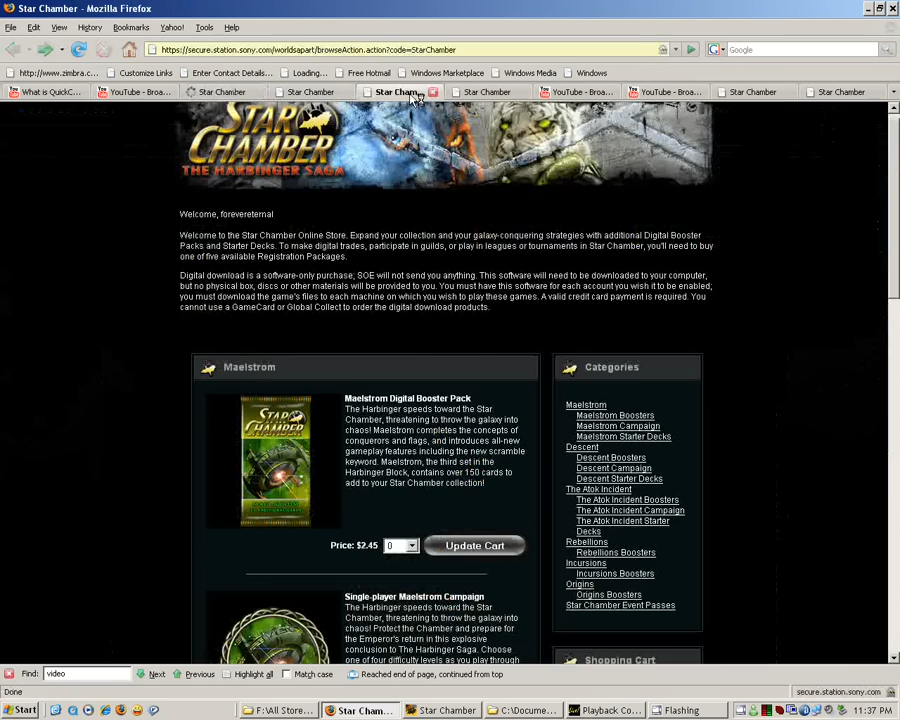 Star Chamber - Mozilla Firefox
File Edit View History Bookmarks Yahoo! Tools Help
https://secure.station.sony.com/worldsapart/browseAction.action?code=StarChamber
Google
http://www.zimbra.c... Customize Links Enter Contact Details... Loading... Free Hotmail Windows Marketplace Windows Media Windows
What is QuickC... YouTube - Broa... Star Chamber Star Chamber Star Cham... Star Chamber YouTube - Broa... YouTube - Broa... Star Chamber Star Chamber
STAR
CHAMBER
THE HARBINGER SAGA
Welcome, forevereternal
Welcome to the Star Chamber Online Store. Expand your collection and your galaxy-conquering strategies with additional Digital Booster
Packs and Starter Decks. To make digital trades, participate in guilds, or play in leagues or tournaments in Star Chamber, you'll need to buy
one of five available Registration Packages.
Digital download is a software-only purchase; SOE will not send you anything. This software will need to be downloaded to your computer,
but no physical box, discs or other materials will be provided to you. You must have this software for each account you wish it to be enabled;
you must download the game's files to each machine on which you wish to play these games. A valid credit card payment is required. You
cannot use a GameCard or Global Collect to order the digital download products.
Maelstrom
Maelstrom Digital Booster Pack
The Harbinger speeds toward the Star
Chamber, threatening to throw the galaxy into
chaos! Maelstrom completes the concepts of
conquerors and flags, and introduces all-new
gameplay features including the new scramble
keyword. Maelstrom, the third set in the
Harbinger Block, contains over 150 cards to
add to your Star Chamber collection!
STAR
CHAMBER
Price: $2.45 0 Update Cart
Single-player Maelstrom Campaign
The Harbinger speeds toward the Star
Chamber, threatening to throw the galaxy into
chaos! Protect the Chamber and prepare for
the Emperor's return in this explosive
conclusion to The Harbinger Saga. Choose
one of four difficulty levels as you play through
Categories
Maelstrom
Maelstrom Boosters
Maelstrom Campaign
Maelstrom Starter Decks
Descent
Descent Boosters
Descent Campaign
Descent Starter Decks
The Atok Incident
The Atok Incident Boosters
The Atok Incident Campaign
The Atok Incident Starter
Decks
Rebellions
Rebellions Boosters
Incursions
Incursions Boosters
Origins
Origins Boosters
Star Chamber Event Passes
Shopping Cart
Find: video Next Previous Highlight all Match case Reached end of page, continued from top
Done secure.station.sony.com
Start F:\All Store... Star Cham... Star Chamber C:\Docume... Playback Co... Flashing 11:37 PM